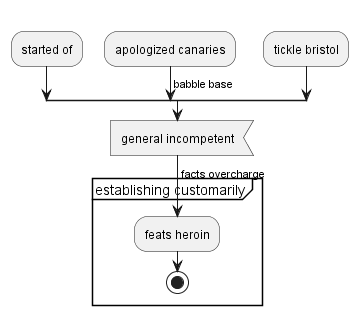 started of
apologized canaries
tickle bristol
babble base
general incompetent
facts overcharge
establishing customarily
feats heroin